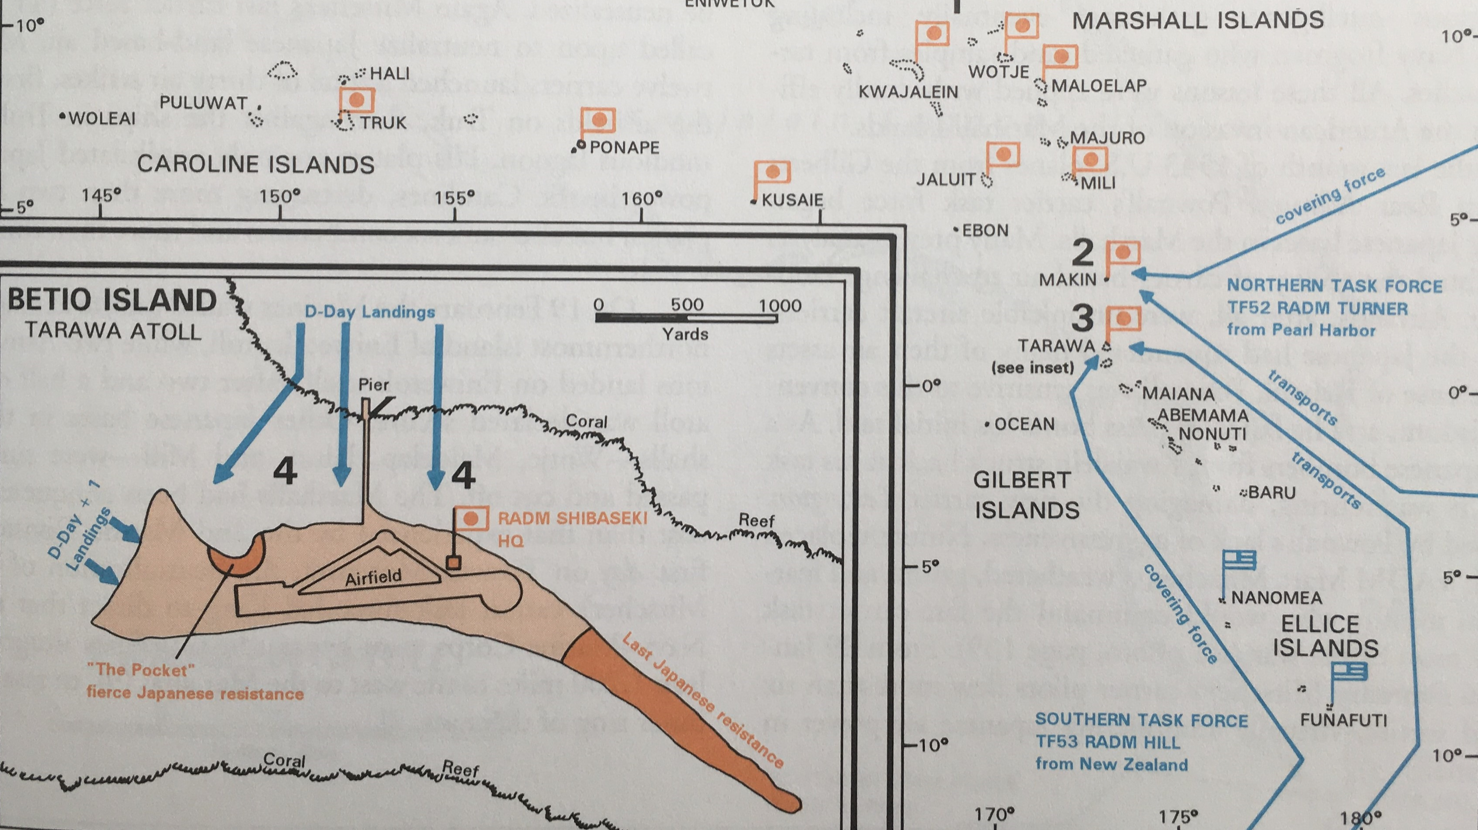 ENIWETOK
MARSHALL ISLANDS
10°
10°
HALI
WOTJE
MALOELAP
KWAJALEIN
PULUWAT
WOLEAI
TRUK
PONAPE
MAJURO
CAROLINE ISLANDS
JALUIT
MILI
145°
150°
155°
160°
KUSAIE
5°
5°
EBON
covering force
2
MAKIN
NORTHERN TASK FORCE
TF52 RADM TURNER
from Pearl Harbor
3
TARAWA
(see inset)
0°
0°
transports
MAIANA
ABEMAMA
NONUTI
OCEAN
transports
BARU
GILBERT
ISLANDS
5°
5°
covering force
NANOMEA
ELLICE
ISLANDS
FUNAFUTI
SOUTHERN TASK FORCE
TF53 RADM HILL
from New Zealand
10°
10°
170°
175°
180°
BETIO ISLAND
TARAWA ATOLL
D-Day Landings
0 500 1000
Yards
Pier
Coral
4
4
Reef
D-Day + 1
Landings
RADM SHIBASEKI
HQ
Airfield
"The Pocket"
fierce Japanese resistance
Last Japanese resistance
Coral
Reef